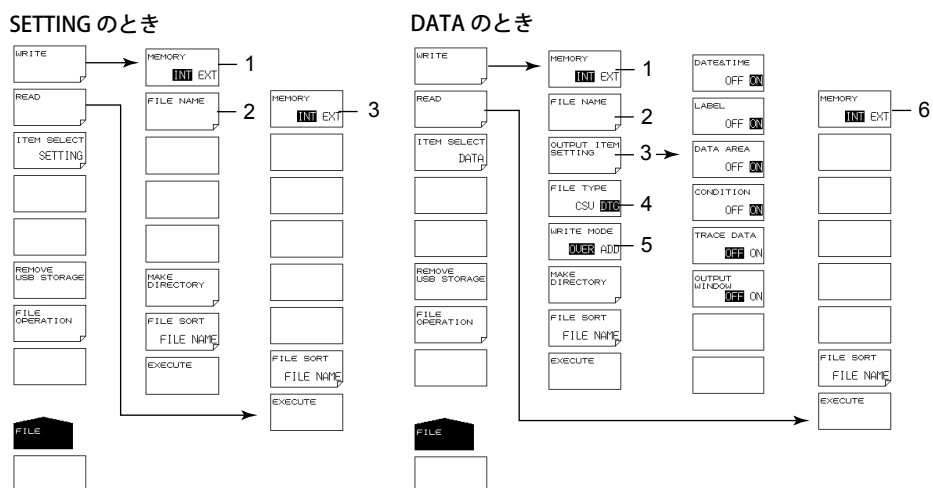 SETTING のとき
WRITE
READ
ITEM SELECT
SETTING
REMOVE
USB STORAGE
FILE
OPERATION
FILE
MEMORY
INT EXT
1
FILE NAME
2
MAKE
DIRECTORY
FILE SORT
FILE NAME
EXECUTE
MEMORY
INT EXT
3
FILE SORT
FILE NAME
EXECUTE
DATA のとき
WRITE
READ
ITEM SELECT
DATA
REMOVE
USB STORAGE
FILE
OPERATION
FILE
MEMORY
INT EXT
1
FILE NAME
2
OUTPUT ITEM
SETTING
3
FILE TYPE
CSV DTG
4
WRITE MODE
OVER ADD
5
MAKE
DIRECTORY
FILE SORT
FILE NAME
EXECUTE
DATE&TIME
OFF ON
LABEL
OFF ON
DATA AREA
OFF ON
CONDITION
OFF ON
TRACE DATA
OFF ON
OUTPUT
WINDOW
OFF ON
MEMORY
INT EXT
6
FILE SORT
FILE NAME
EXECUTE